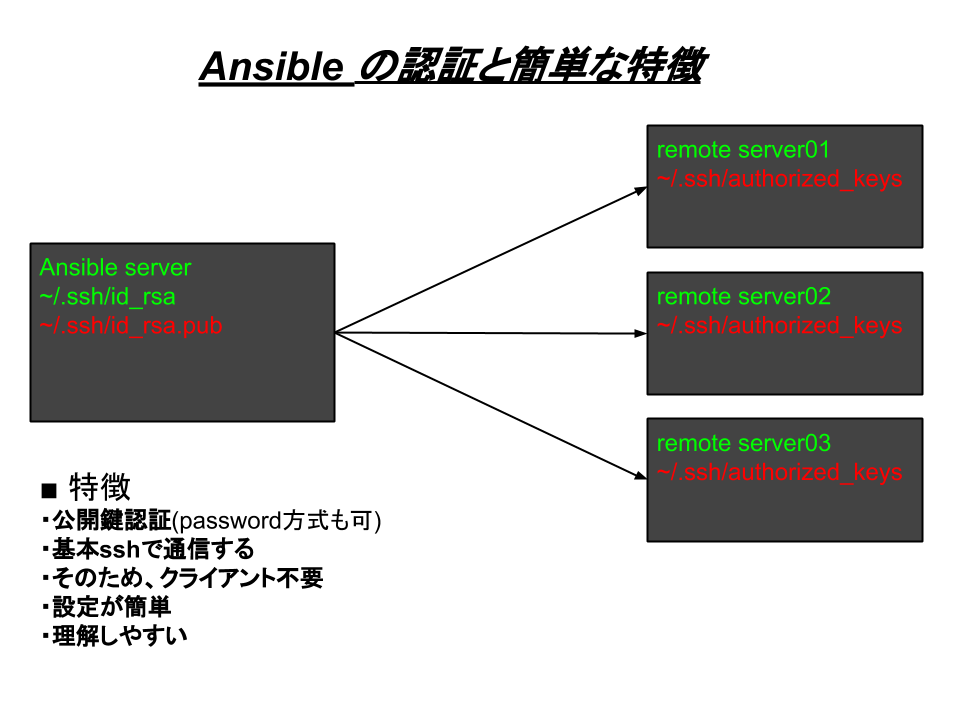 Ansible の認証と簡単な特徴
Ansible server
~/.ssh/id_rsa
~/.ssh/id_rsa.pub
remote server01
~/.ssh/authorized_keys
remote server02
~/.ssh/authorized_keys
remote server03
~/.ssh/authorized_keys
■ 特徴
・公開鍵認証(password方式も可)
・基本sshで通信する
・そのため、クライアント不要
・設定が簡単
・理解しやすい